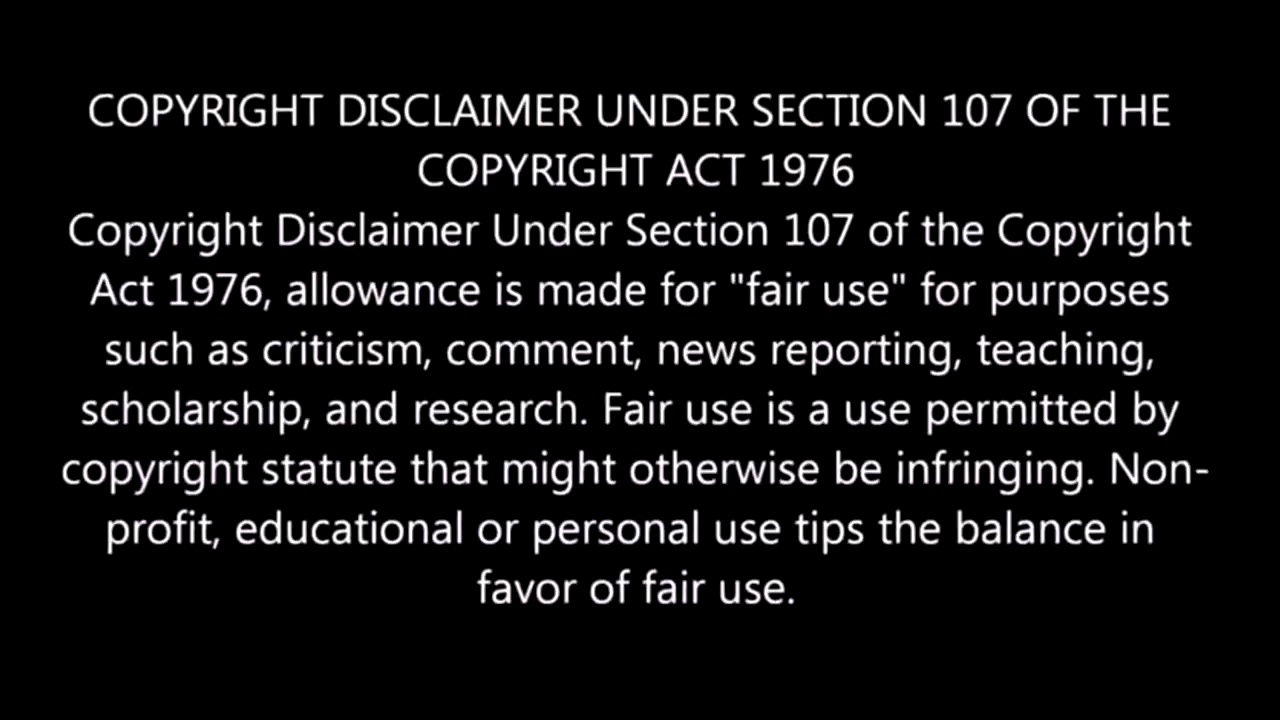 COPYRIGHT DISCLAIMER UNDER SECTION 107 OF THE
COPYRIGHT ACT 1976
Copyright Disclaimer Under Section 107 of the Copyright
Act 1976, allowance is made for "fair use" for purposes
such as criticism, comment, news reporting, teaching,
scholarship, and research. Fair use is a use permitted by
copyright statute that might otherwise be infringing. Non-
profit, educational or personal use tips the balance in
favor of fair use.